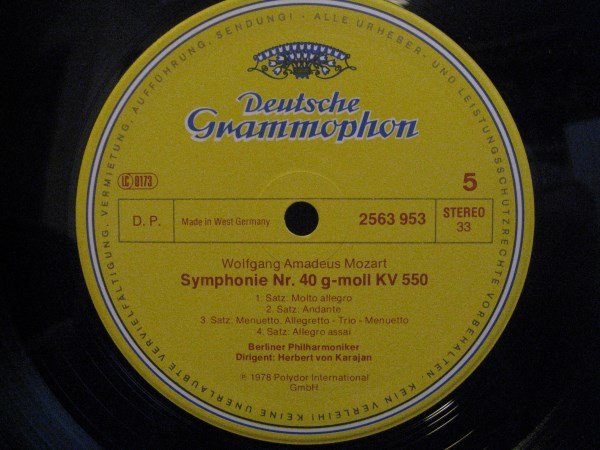 Deutsche
Grammophon
LC 0173
5
D. P.
Made in West Germany
2563 953
STEREO
33
Wolfgang Amadeus Mozart
Symphonie Nr. 40 g-moll KV 550
1. Satz: Molto allegro
2. Satz: Andante
3. Satz: Menuetto. Allegretto - Trio - Menuetto
4. Satz: Allegro assai
Berliner Philharmoniker
Dirigent: Herbert von Karajan
℗ 1978 Polydor International
GmbH
ALLE URHEBER- UND LEISTUNGSSCHUTZRECHTE VORBEHALTEN · KEIN VERLEIH! · KEINE UNERLAUBTE VERVIELFÄLTIGUNG, VERMIETUNG, AUFFÜHRUNG, SENDUNG! ·